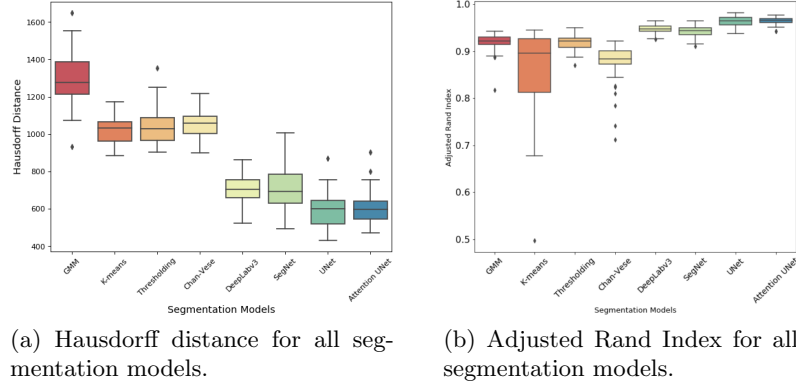 1600
1400
1200
1000
800
600
400
Hausdorff Distance
GMM
K-means
Thresholding
Chan-Vese
DeepLabv3
SegNet
UNet
Attention UNet
Segmentation Models
(a) Hausdorff distance for all seg-
mentation models.
1.0
0.9
0.8
0.7
0.6
0.5
Adjusted Rand Index
GMM
K-means
Thresholding
Chan-Vese
DeepLabv3
SegNet
UNet
Attention UNet
Segmentation Models
(b) Adjusted Rand Index for all
segmentation models.